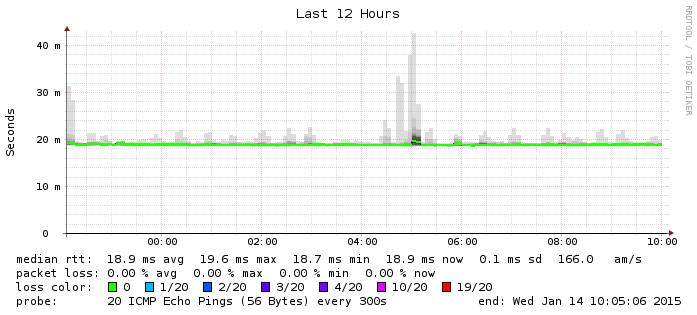 Last 12 Hours
RRDTOOL / TOBI OETIKER
Seconds
40 m
30 m
20 m
10 m
0
00:00 02:00 04:00 06:00 08:00 10:00
median rtt: 18.9 ms avg 19.6 ms max 18.7 ms min 18.9 ms now 0.1 ms sd 166.0 am/s
packet loss: 0.00 % avg 0.00 % max 0.00 % min 0.00 % now
loss color: 0 1/20 2/20 3/20 4/20 10/20 19/20
probe: 20 ICMP Echo Pings (56 Bytes) every 300s end: Wed Jan 14 10:05:06 2015